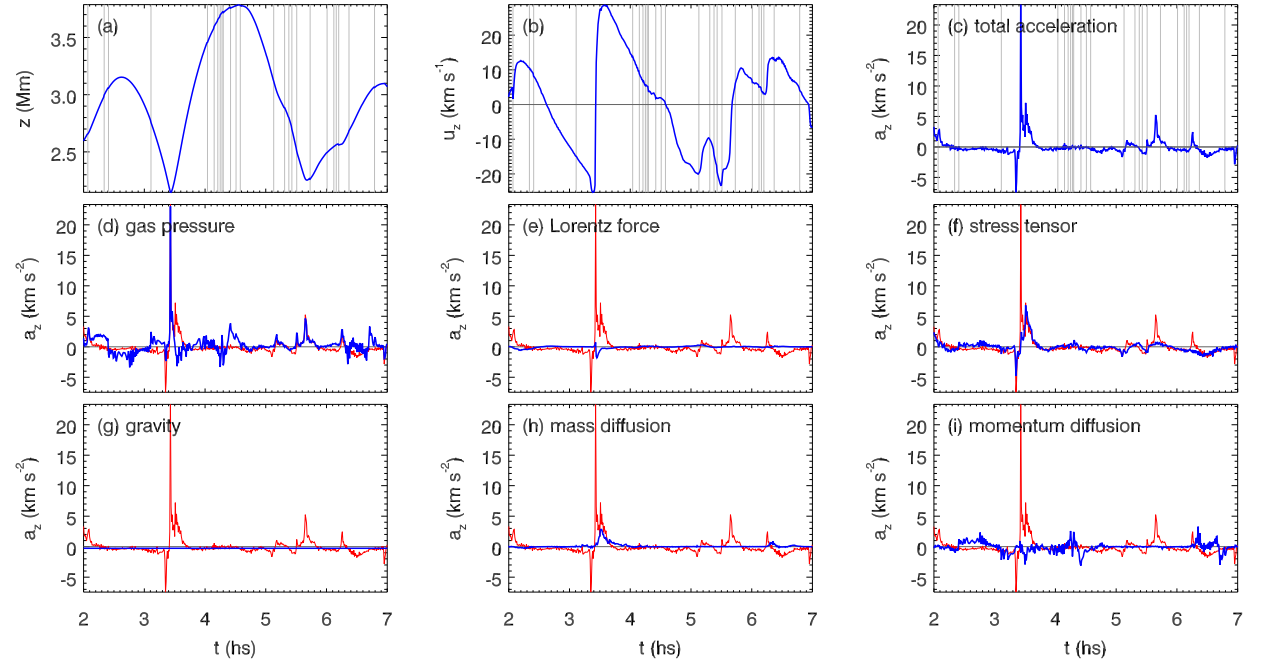 (a)
3.5
3.0
2.5
z (Mm)
(b)
20
10
0
-10
-20
u_z (km s⁻¹)
(c) total acceleration
20
15
10
5
0
-5
a_z (km s⁻²)
(d) gas pressure
20
15
10
5
0
-5
a_z (km s⁻²)
(e) Lorentz force
20
15
10
5
0
-5
a_z (km s⁻²)
(f) stress tensor
20
15
10
5
0
-5
a_z (km s⁻²)
(g) gravity
20
15
10
5
0
-5
a_z (km s⁻²)
2 3 4 5 6 7
t (hs)
(h) mass diffusion
20
15
10
5
0
-5
a_z (km s⁻²)
2 3 4 5 6 7
t (hs)
(i) momentum diffusion
20
15
10
5
0
-5
a_z (km s⁻²)
2 3 4 5 6 7
t (hs)